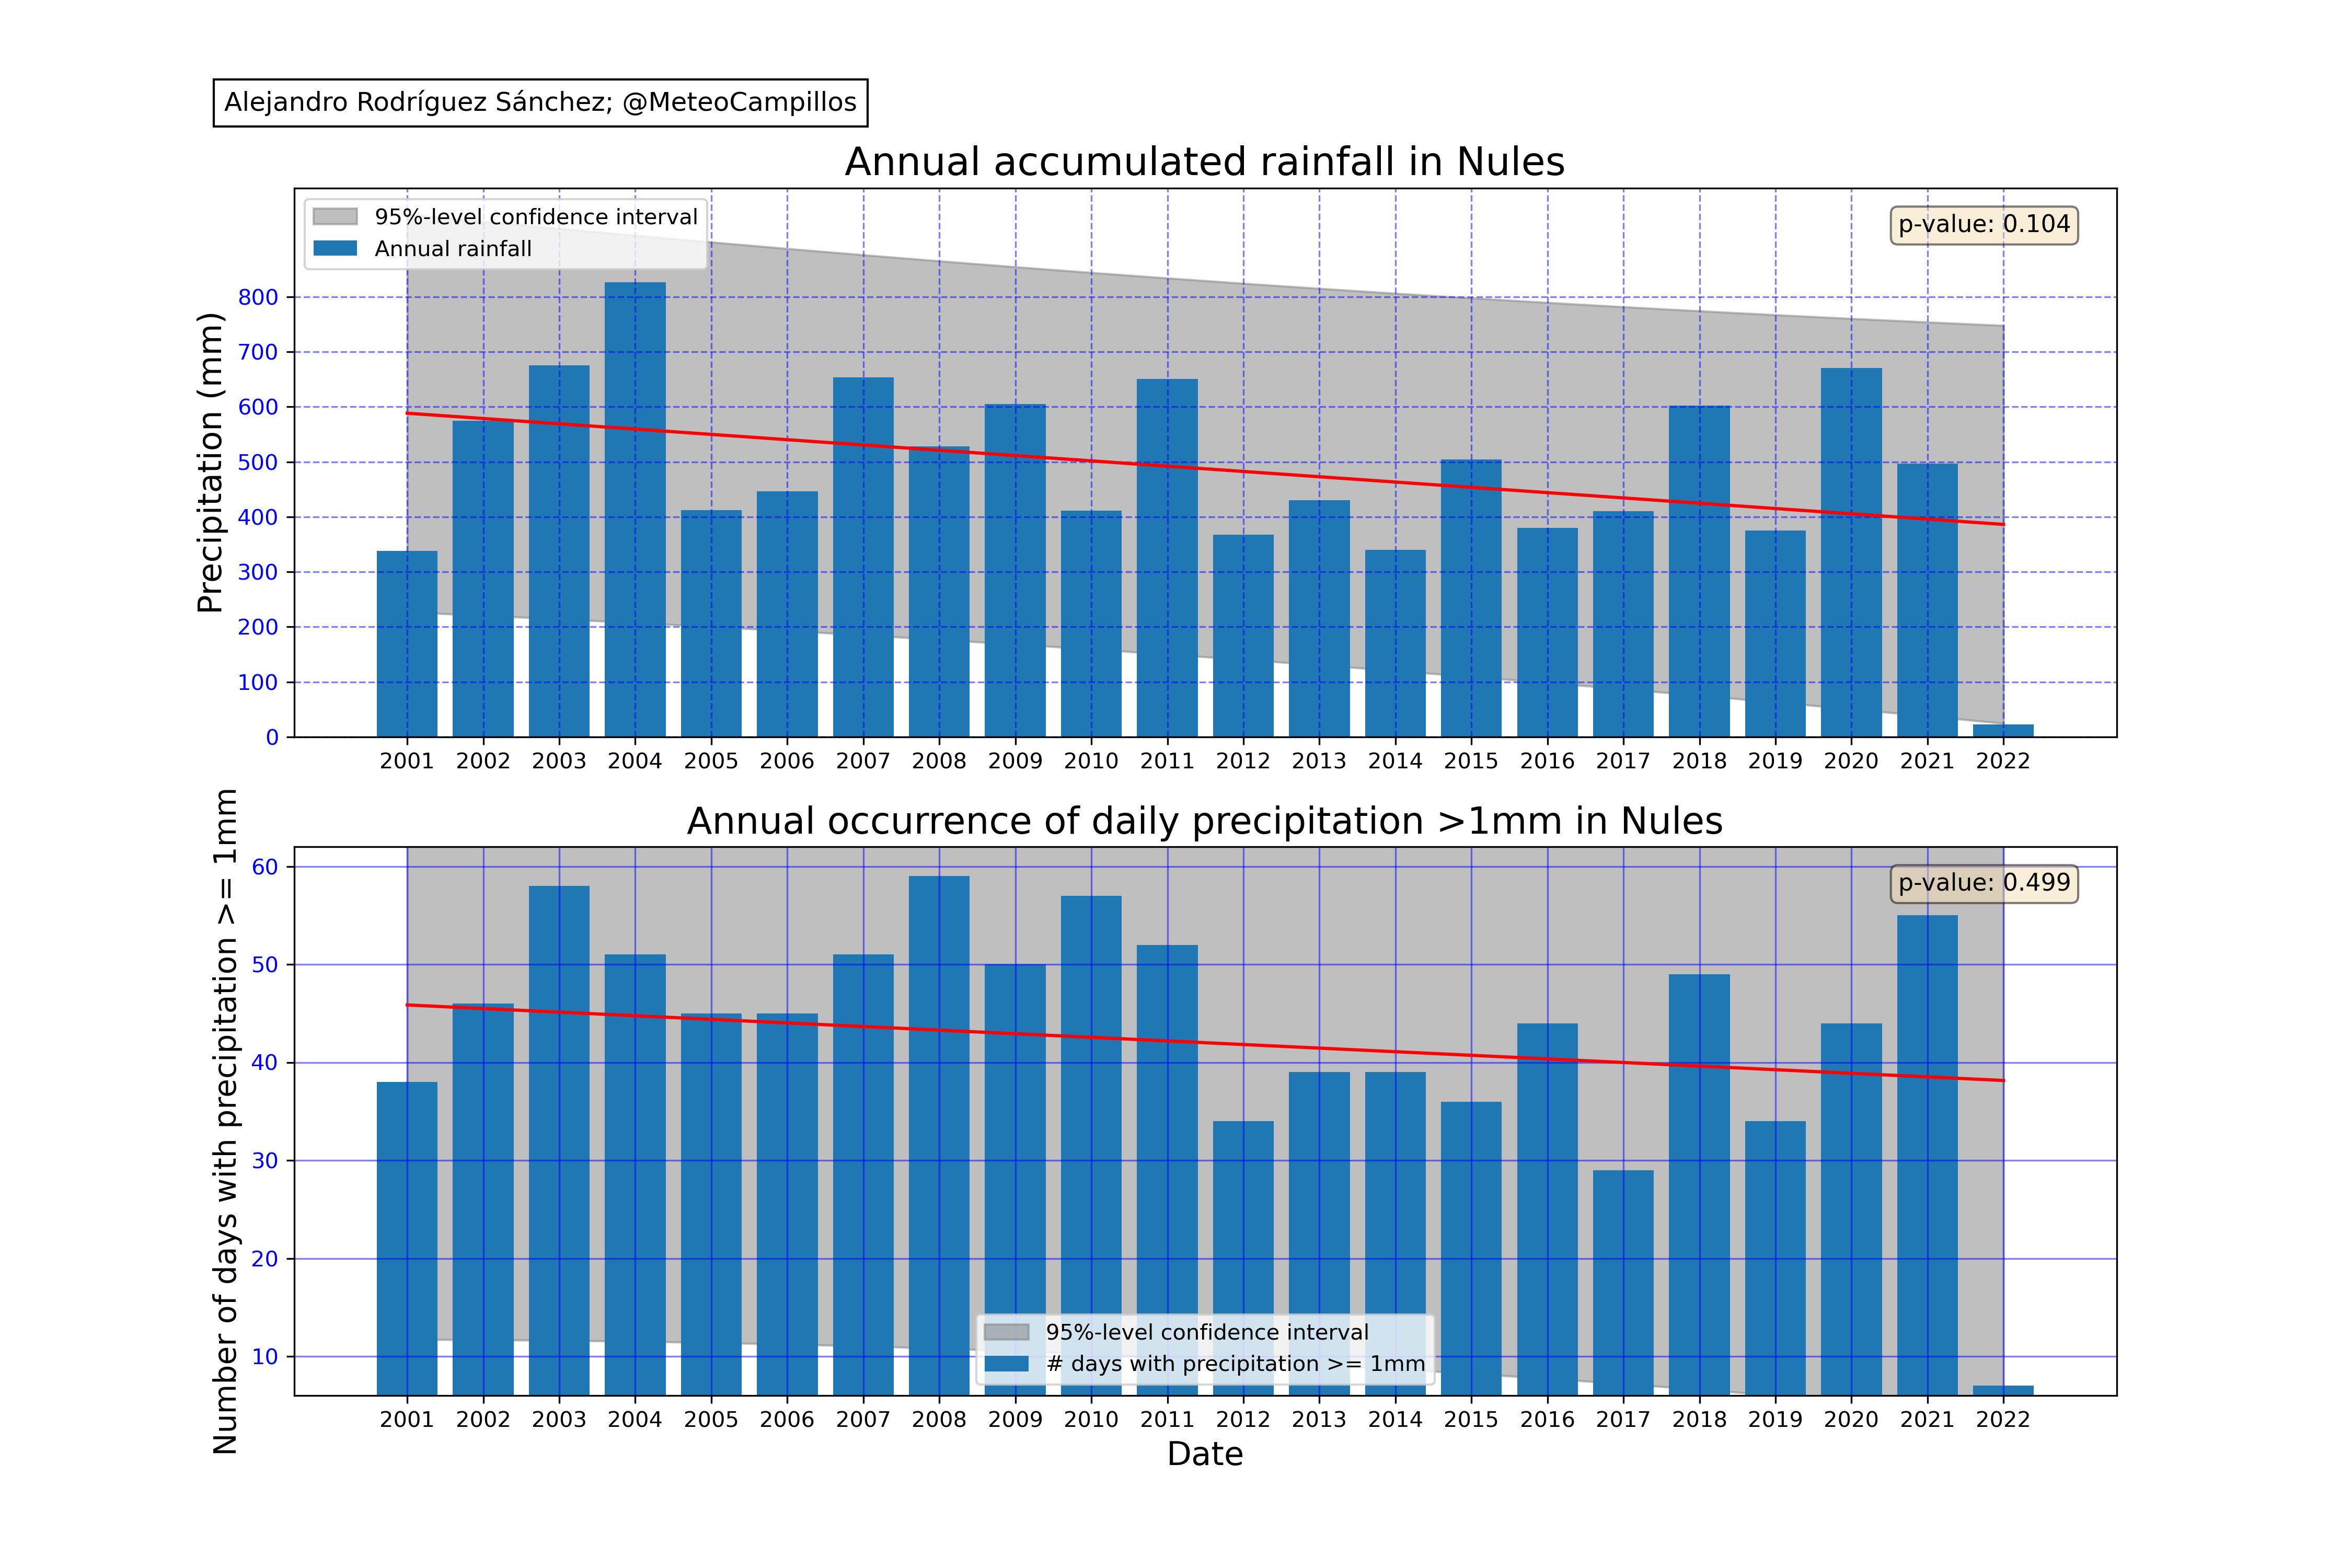 Alejandro Rodríguez Sánchez; @MeteoCampillos
Annual accumulated rainfall in Nules
95%-level confidence interval
Annual rainfall
p-value: 0.104
Precipitation (mm)
800
700
600
500
400
300
200
100
0
2001 2002 2003 2004 2005 2006 2007 2008 2009 2010 2011 2012 2013 2014 2015 2016 2017 2018 2019 2020 2021 2022
Annual occurrence of daily precipitation >1mm in Nules
p-value: 0.499
Number of days with precipitation >= 1mm
60
50
40
30
20
10
95%-level confidence interval
# days with precipitation >= 1mm
2001 2002 2003 2004 2005 2006 2007 2008 2009 2010 2011 2012 2013 2014 2015 2016 2017 2018 2019 2020 2021 2022
Date